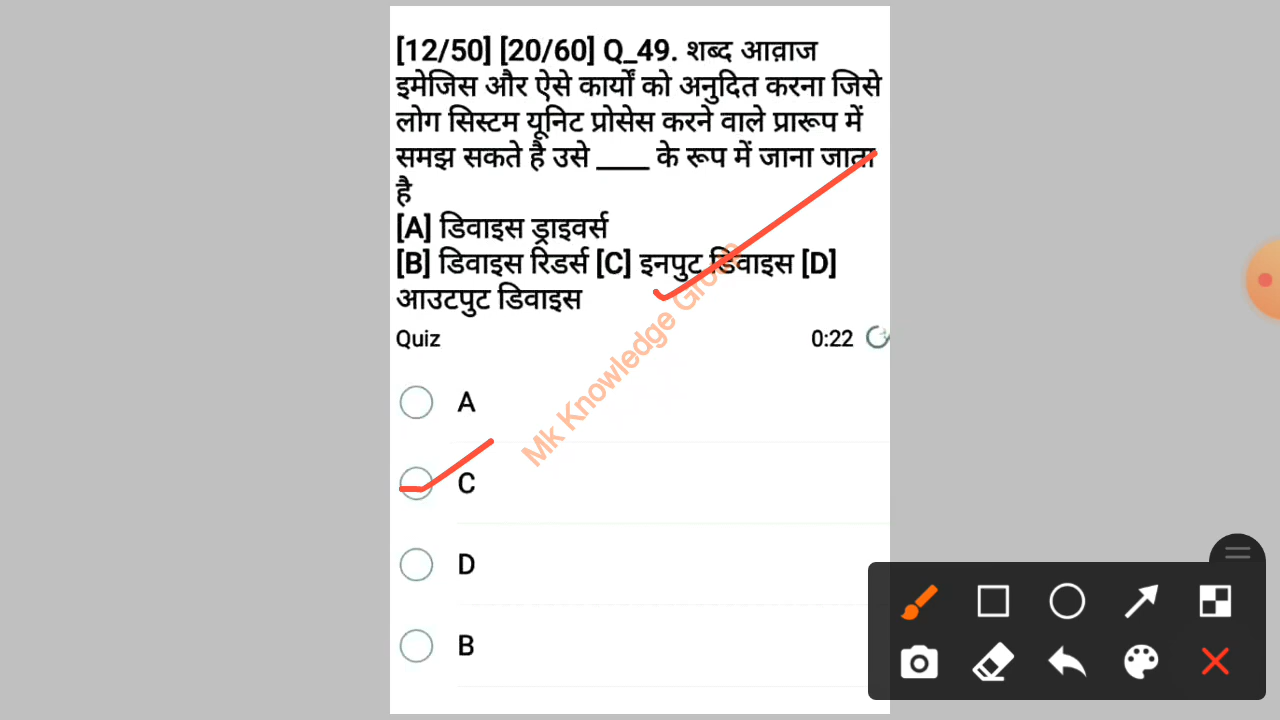 [12/50] [20/60] Q_49. शब्द आव़ाज
इमेजिस और ऐसे कार्यों को अनुदित करना जिसे
लोग सिस्टम यूनिट प्रोसेस करने वाले प्रारूप में
समझ सकते है उसे ____ के रूप में जाना जाता
है
[A] डिवाइस ड्राइवर्स
[B] डिवाइस रिडर्स [C] इनपुट डिवाइस [D]
आउटपुट डिवाइस
Quiz 0:22
Mk Knowledge Group
A
C
D
B